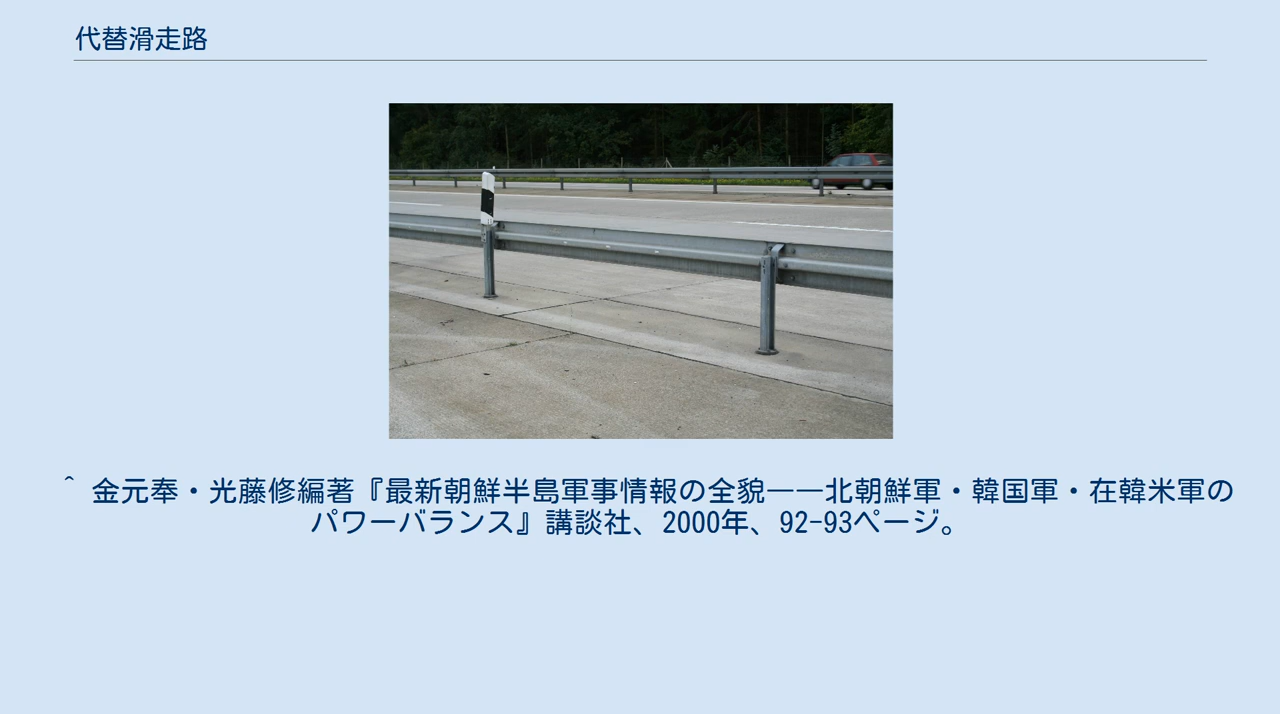 代替滑走路
^ 金元奉・光藤修編著『最新朝鮮半島軍事情報の全貌――北朝鮮軍・韓国軍・在韓米軍の
パワーバランス』講談社、2000年、92-93ページ。